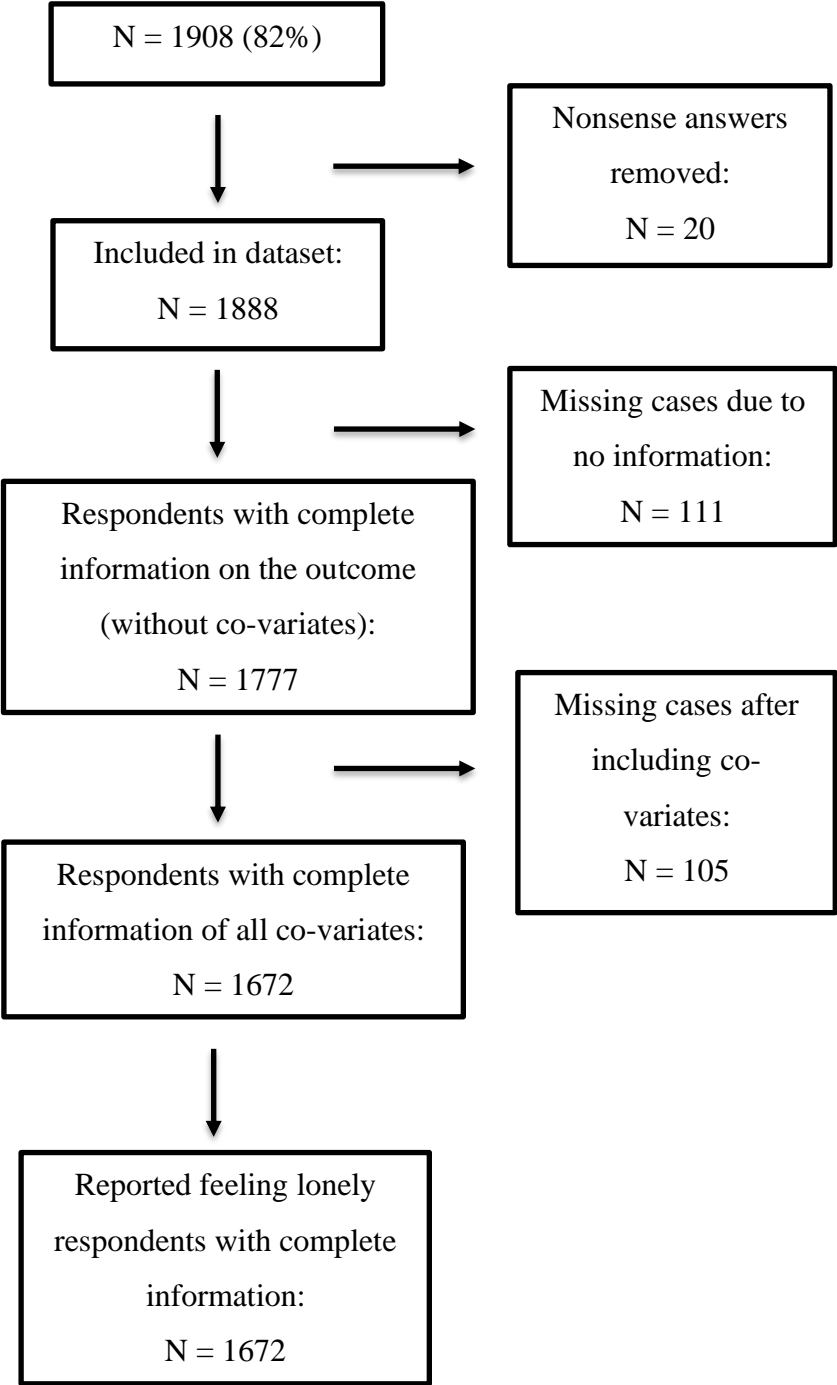 N = 1908 (82%)
Nonsense answers
removed:
N = 20
Included in dataset:
N = 1888
Missing cases due to
no information:
N = 111
Respondents with complete
information on the outcome
(without co-variates):
N = 1777
Missing cases after
including co-
variates:
N = 105
Respondents with complete
information of all co-variates:
N = 1672
Reported feeling lonely
respondents with complete
information:
N = 1672